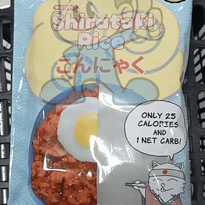 Shirataki
Rice
こんにゃく
ONLY 25
CALORIES
AND
1 NET CARB!